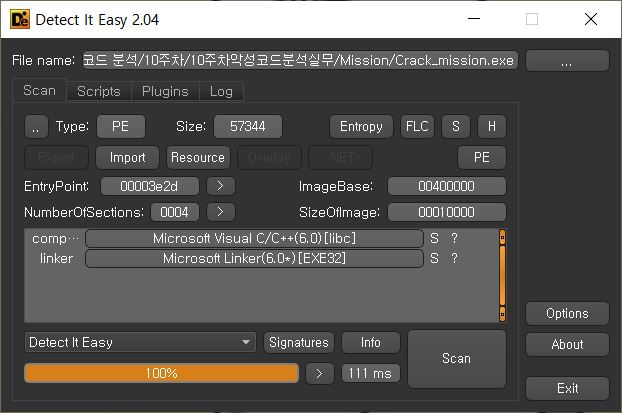 Detect It Easy 2.04
File name: 코드 분석/10주차/10주차악성코드분석실무/Mission/Crack_mission.exe ...
Scan Scripts Plugins Log
.. Type: PE Size: 57344 Entropy FLC S H
Export Import Resource Overlay .NET PE
EntryPoint: 00003e2d > ImageBase: 00400000
NumberOfSections: 0004 > SizeOfImage: 00010000
comp… Microsoft Visual C/C++(6.0)[libc] S ?
linker Microsoft Linker(6.0*)[EXE32] S ?
Options
Detect It Easy Signatures Info Scan About
100% > 111 ms
Exit